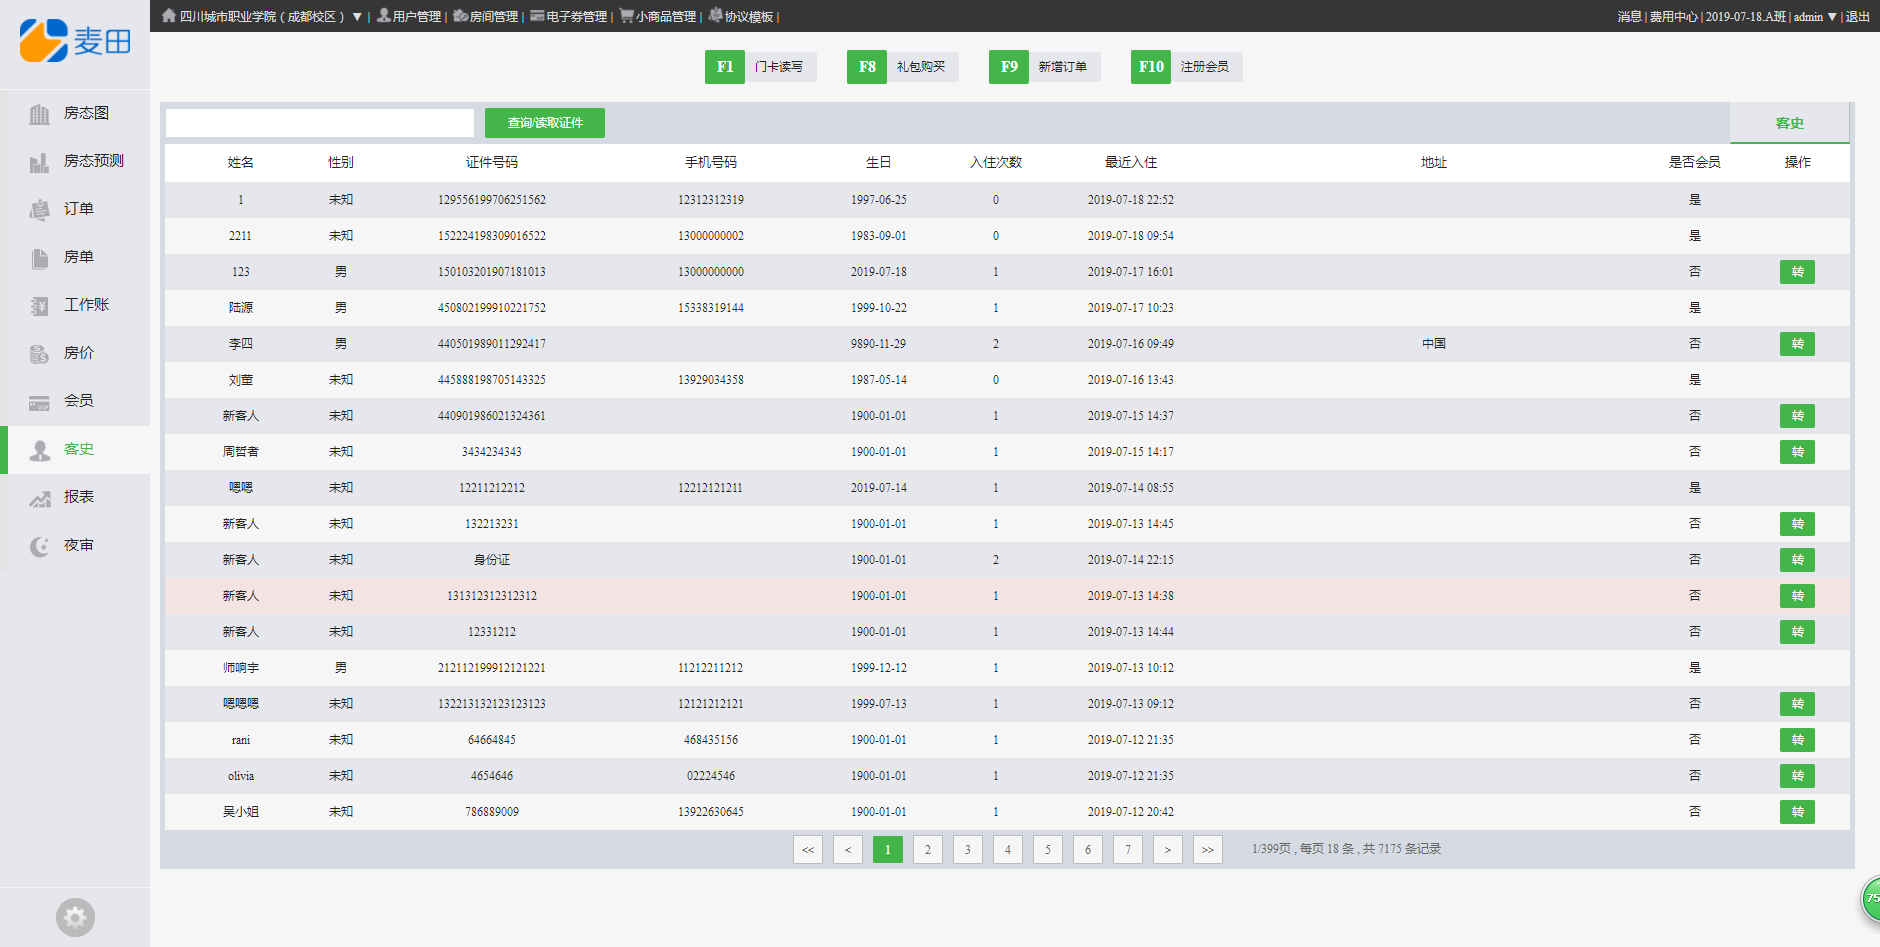 四川城市职业学院（成都校区） ▼ | 用户管理 | 房间管理 | 电子券管理 | 小商品管理 | 协议模板 |
消息 | 费用中心 | 2019-07-18.A班 | admin ▼ | 退出
麦田
F1 门卡读写 F8 礼包购买 F9 新增订单 F10 注册会员
房态图
房态预测
订单
房单
工作账
房价
会员
客史
报表
夜审
查询/读取证件
客史
姓名 性别 证件号码 手机号码 生日 入住次数 最近入住 地址 是否会员 操作
1 未知 129556199706251562 12312312319 1997-06-25 0 2019-07-18 22:52 是
2211 未知 152224198309016522 13000000002 1983-09-01 0 2019-07-18 09:54 是
123 男 150103201907181013 13000000000 2019-07-18 1 2019-07-17 16:01 否 转
陆源 男 450802199910221752 15338319144 1999-10-22 1 2019-07-17 10:23 是
李四 男 440501989011292417 9890-11-29 2 2019-07-16 09:49 中国 否 转
刘莹 未知 445888198705143325 13929034358 1987-05-14 0 2019-07-16 13:43 是
新客人 未知 440901986021324361 1900-01-01 1 2019-07-15 14:37 否 转
周哲者 未知 3434234343 1900-01-01 1 2019-07-15 14:17 否 转
嗯嗯 未知 12211212212 12212121211 2019-07-14 1 2019-07-14 08:55 是
新客人 未知 132213231 1900-01-01 1 2019-07-13 14:45 否 转
新客人 未知 身份证 1900-01-01 2 2019-07-14 22:15 否 转
新客人 未知 131312312312312 1900-01-01 1 2019-07-13 14:38 否 转
新客人 未知 12331212 1900-01-01 1 2019-07-13 14:44 否 转
师响宇 男 212112199912121221 11212211212 1999-12-12 1 2019-07-13 10:12 是
嗯嗯嗯 未知 132213132123123123 12121212121 1999-07-13 1 2019-07-13 09:12 否 转
rani 未知 64664845 468435156 1900-01-01 1 2019-07-12 21:35 否 转
olivia 未知 4654646 02224546 1900-01-01 1 2019-07-12 21:35 否 转
吴小姐 未知 786889009 13922630645 1900-01-01 1 2019-07-12 20:42 否 转
<< < 1 2 3 4 5 6 7 > >> 1/399页 , 每页 18 条 , 共 7175 条记录
75